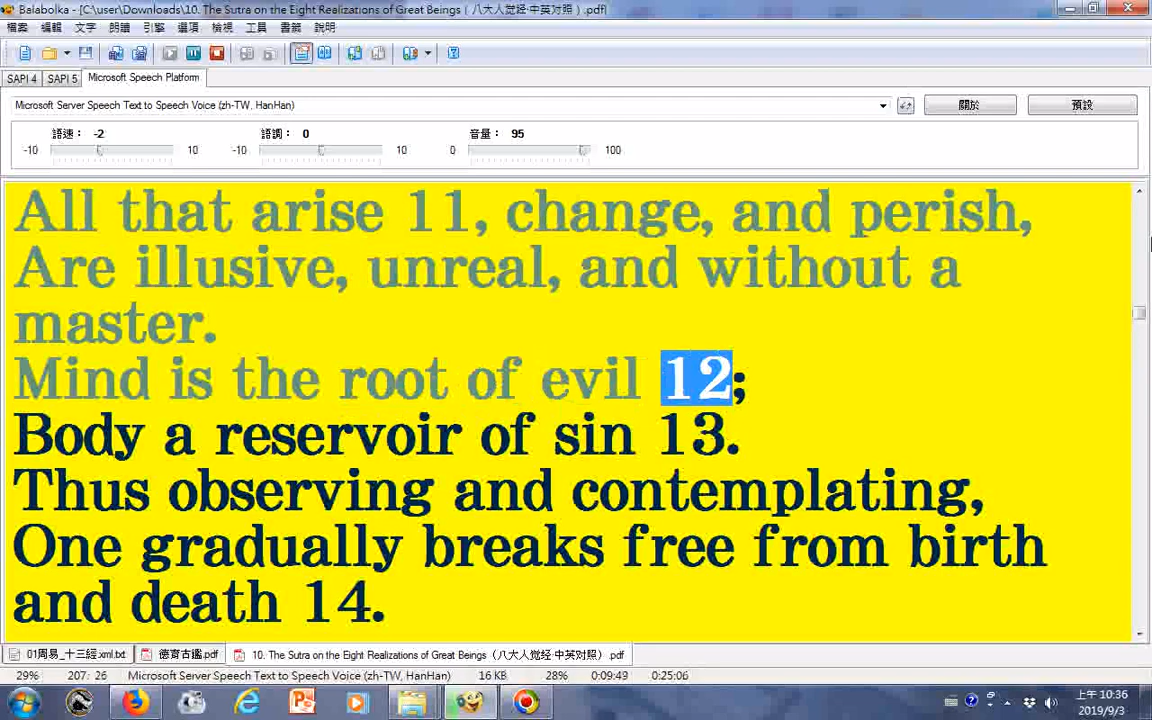 Balabolka - [C:\user\Downloads\10. The Sutra on the Eight Realizations of Great Beings（八大人觉经·中英对照）.pdf]
檔案 編輯 文字 朗讀 引擎 選項 檢視 工具 書籤 說明
SAPI 4 SAPI 5 Microsoft Speech Platform
Microsoft Server Speech Text to Speech Voice (zh-TW, HanHan) 關於 預設
語速： -2 語調： 0 音量： 95
-10 10 -10 10 0 100
All that arise 11, change, and perish,
Are illusive, unreal, and without a
master.
Mind is the root of evil 12;
Body a reservoir of sin 13.
Thus observing and contemplating,
One gradually breaks free from birth
and death 14.
01周易_十三經.xml.txt 德育古鑑.pdf 10. The Sutra on the Eight Realizations of Great Beings（八大人觉经·中英对照）.pdf
29% 207: 26 Microsoft Server Speech Text to Speech Voice (zh-TW, HanHan) 16 KB 28% 0:09:49 0:25:06
上午 10:36
2019/9/3